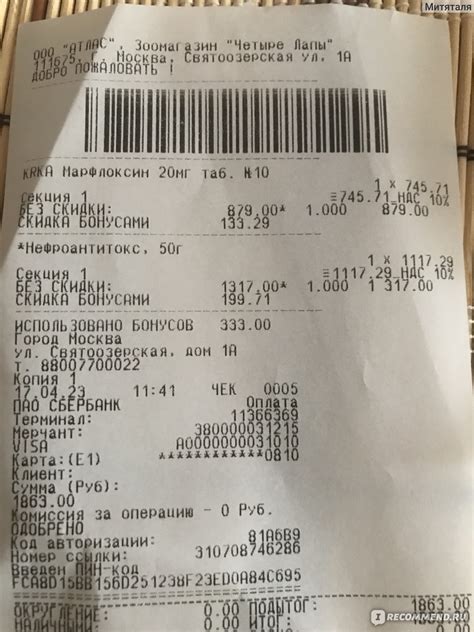 Митяталя
ООО "АТЛАС", Зоомагазин "Четыре Лапы"
111675, г. Москва, Святоозерская ул. 1А
ДОБРО ПОЖАЛОВАТЬ !
KRKA Марфлоксин 20мг таб. №10
1 X 745.71
Секция 1 ≡745.71 НДС 10%
БЕЗ СКИДКИ: 879,00* 1.000 879.00
СКИДКА БОНУСАМИ 133.29
*Нефроантитокс, 50г
1 X 1117.29
Секция 1 ≡1117.29 НДС 10%
БЕЗ СКИДКИ: 1317,00* 1.000 1 317.00
СКИДКА БОНУСАМИ 199.71
ИСПОЛЬЗОВАНО БОНУСОВ 333.00
Город Москва
ул. Святоозерская, дом 1А
т. 88007700022
Копия 1
17.04.23 11:41 ЧЕК 0005
ПАО СБЕРБАНК Оплата
Терминал: 11366369
Мерчант: 380000031215
VISA A0000000031010
Карта:(E1) ************0810
Клиент:
Сумма (Руб):
1863.00
Комиссия за операцию - 0 Руб.
ОДОБРЕНО
Код авторизации: 81A6B9
Номер ссылки: 310708746286
Введен ПИН-код
FCA8D15BB156D251238F23ED0A84C695
ОКРУГЛЕНИЕ: 0.00 ПОДЫТОГ: 1863.00
НАЛИЧНЫМИ 0.00 ИТОГ
IRECOMMEND.RU